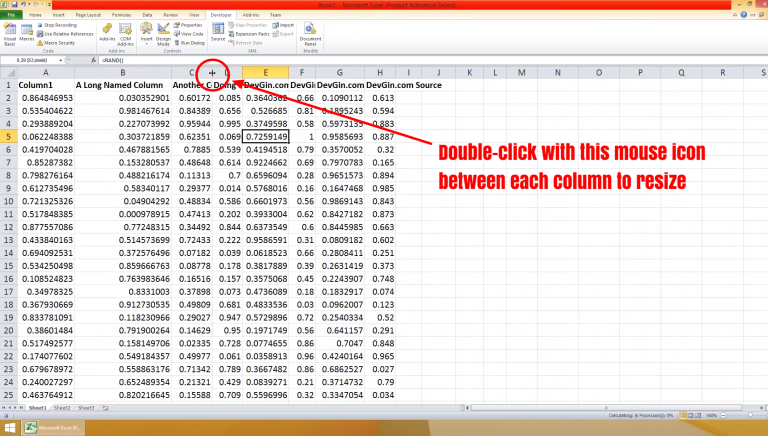 Book1 - Microsoft Excel (Product Activation Failed)
File Home Insert Page Layout Formulas Data Review View Developer Add-Ins Team
Visual Basic
Macros
Stop Recording
Use Relative References
Macro Security
Code
Add-Ins
COM Add-Ins
Add-Ins
Insert
Design Mode
Properties
View Code
Run Dialog
Controls
Source
Map Properties
Expansion Packs
Refresh Data
Import
Export
XML
Document Panel
Modify
=RAND()
A B C D E F G H I J K L M N O P Q R S
1 Column1 A Long Named Column Another C Doing DevGin.com DevGin DevGin.com DevGin.com Source
2 0.864846953 0.030352901 0.60172 0.085 0.3640362 0.66 0.1090112 0.613
3 0.535404622 0.981467614 0.84389 0.656 0.526685 0.81 0.1895243 0.594
4 0.293889204 0.227073992 0.95944 0.995 0.3749598 0.58 0.5973135 0.883
5 0.062248388 0.303721859 0.62351 0.069 0.7259149 1 0.9585693 0.887
6 0.419704028 0.467881565 0.7885 0.539 0.4194518 0.79 0.3570052 0.32
7 0.85287382 0.153280537 0.48648 0.614 0.9224662 0.69 0.7970783 0.165
8 0.798276164 0.488216174 0.11313 0.7 0.6596094 0.28 0.9651573 0.894
9 0.612735496 0.58340117 0.29377 0.014 0.5768016 0.16 0.1647468 0.985
10 0.721325326 0.04904292 0.48834 0.586 0.6601973 0.56 0.9869143 0.843
11 0.517848385 0.000978915 0.47413 0.202 0.3933004 0.62 0.8427182 0.873
12 0.877557086 0.77248315 0.34492 0.844 0.6373549 0.6 0.8445985 0.663
13 0.433840163 0.514573699 0.72433 0.222 0.9586591 0.31 0.0809182 0.602
14 0.694092531 0.372576496 0.07182 0.039 0.0618523 0.66 0.2808411 0.251
15 0.534250498 0.859666763 0.08778 0.178 0.3817889 0.39 0.2631419 0.373
16 0.108524823 0.763983646 0.16516 0.157 0.3575068 0.45 0.2243907 0.748
17 0.34978325 0.8331003 0.37898 0.073 0.4736089 0.18 0.1832917 0.074
18 0.367930669 0.912730535 0.49809 0.681 0.4833536 0.03 0.0962007 0.123
19 0.833781091 0.118230966 0.29027 0.947 0.5729896 0.72 0.2540334 0.52
20 0.38601484 0.791900264 0.14629 0.95 0.1971749 0.56 0.641157 0.291
21 0.517492577 0.158149706 0.02335 0.728 0.0774655 0.86 0.7047 0.848
22 0.174077602 0.549184357 0.49977 0.061 0.0358913 0.96 0.4240164 0.965
23 0.679678972 0.558863176 0.71342 0.789 0.3667482 0.86 0.6862527 0.027
24 0.240027297 0.652489354 0.21321 0.429 0.0839271 0.21 0.3714732 0.79
25 0.463764912 0.820216645 0.15588 0.709 0.5596996 0.32 0.3347054 0.034
Double-click with this mouse icon
between each column to resize
Sheet1 Sheet2 Sheet3
Microsoft Excel (P...